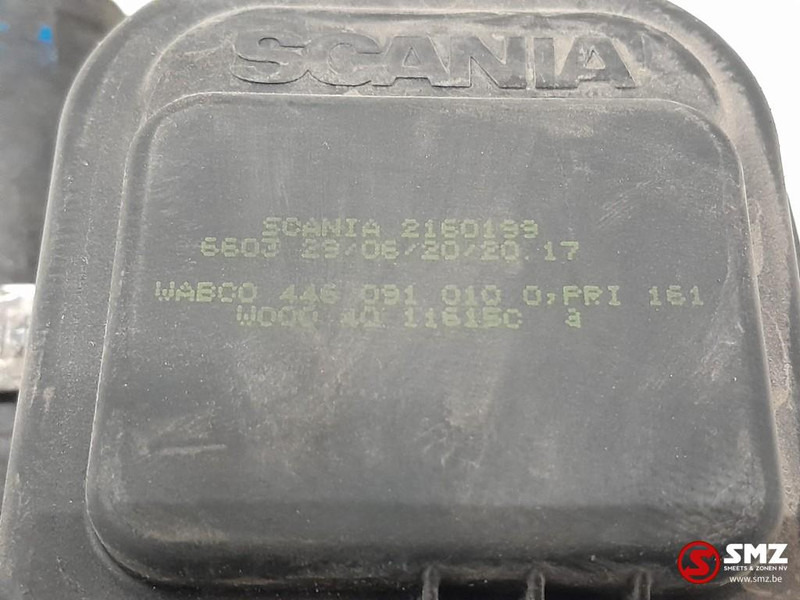 SCANIA
SCANIA 2160199
6603 29/06/20/20.17
WABCO 446 091 010 0,PRI 161
W000 40 11615C 3
SMZ
SMEETS & ZONEN NV
www.smz.be